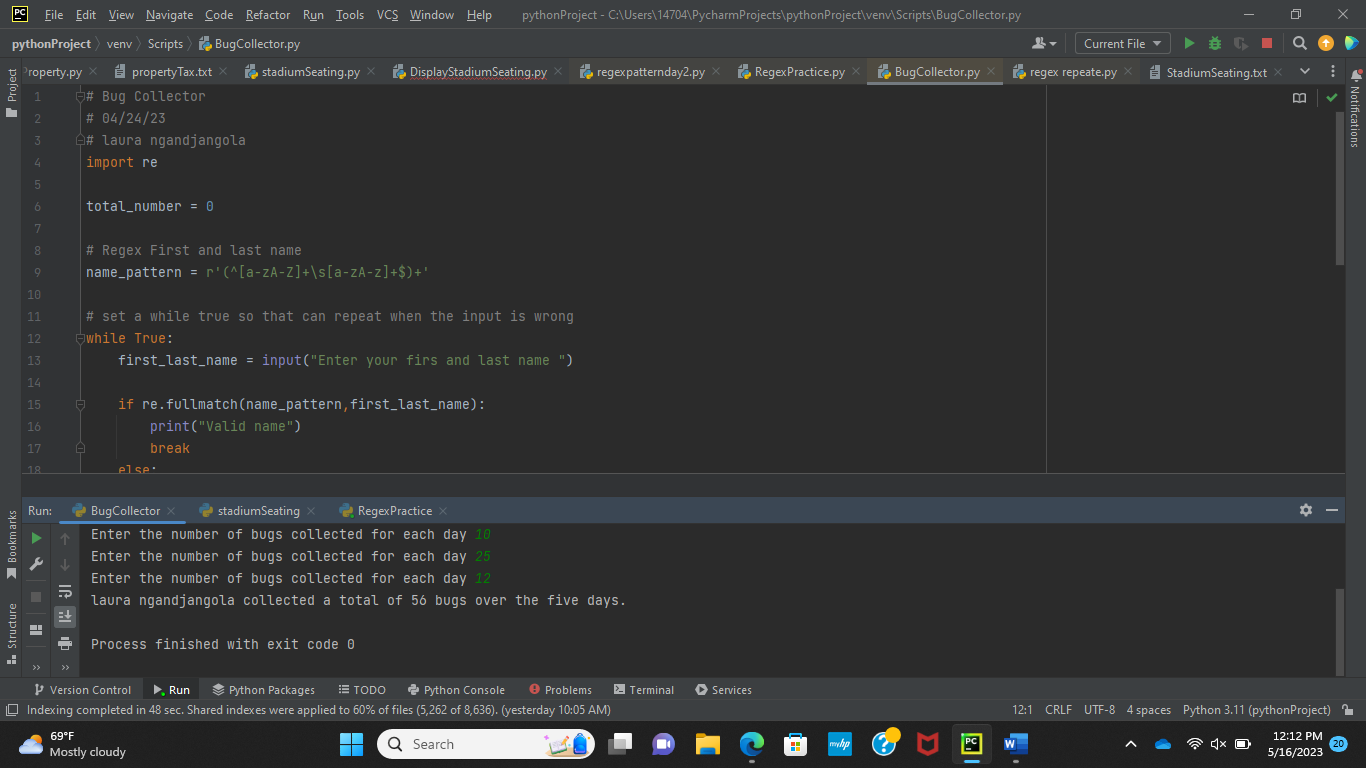 File Edit View Navigate Code Refactor Run Tools VCS Window Help pythonProject - C:\Users\14704\PycharmProjects\pythonProject\venv\Scripts\BugCollector.py
pythonProject venv Scripts BugCollector.py Current File
roperty.py propertyTax.txt stadiumSeating.py DisplayStadiumSeating.py regexpatternday2.py RegexPractice.py BugCollector.py regex repeate.py StadiumSeating.txt
Project
Notifications
1 # Bug Collector
2 # 04/24/23
3 # laura ngandjangola
4 import re
5
6 total_number = 0
7
8 # Regex First and last name
9 name_pattern = r'(^[a-zA-Z]+\s[a-zA-z]+$)+'
10
11 # set a while true so that can repeat when the input is wrong
12 while True:
13 first_last_name = input("Enter your firs and last name ")
14
15 if re.fullmatch(name_pattern,first_last_name):
16 print("Valid name")
17 break
18 else:
Bookmarks
Structure
Run: BugCollector stadiumSeating RegexPractice
Enter the number of bugs collected for each day 10
Enter the number of bugs collected for each day 25
Enter the number of bugs collected for each day 12
laura ngandjangola collected a total of 56 bugs over the five days.
Process finished with exit code 0
Version Control Run Python Packages TODO Python Console Problems Terminal Services
Indexing completed in 48 sec. Shared indexes were applied to 60% of files (5,262 of 8,636). (yesterday 10:05 AM) 12:1 CRLF UTF-8 4 spaces Python 3.11 (pythonProject)
69°F
Mostly cloudy
Search
myhp
12:12 PM
5/16/2023
20